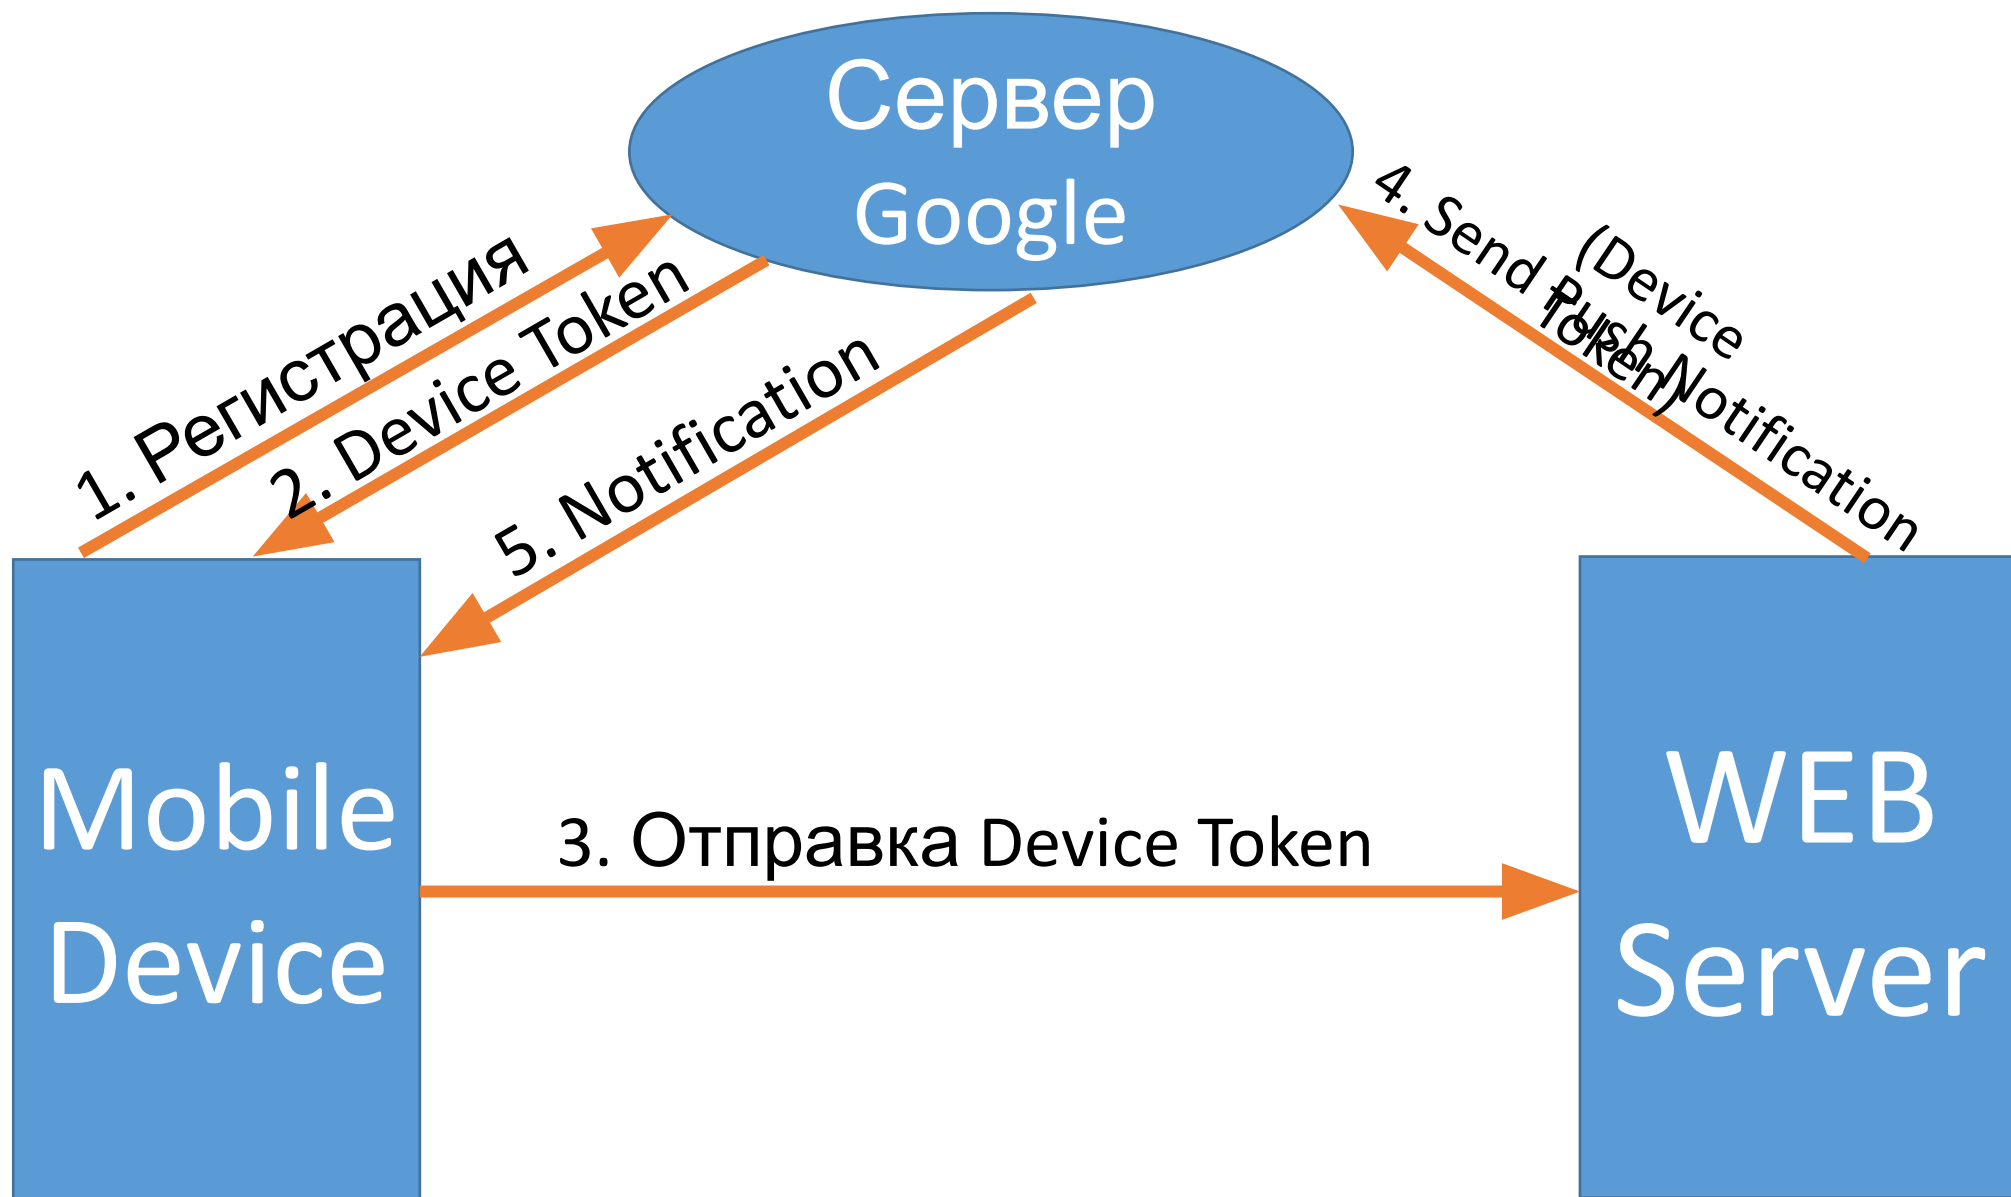 Сервер
Google
1. Регистрация
2. Device Token
5. Notification
4. Send Push Notification
(Device
Token)
3. Отправка Device Token
Mobile
Device
WEB
Server